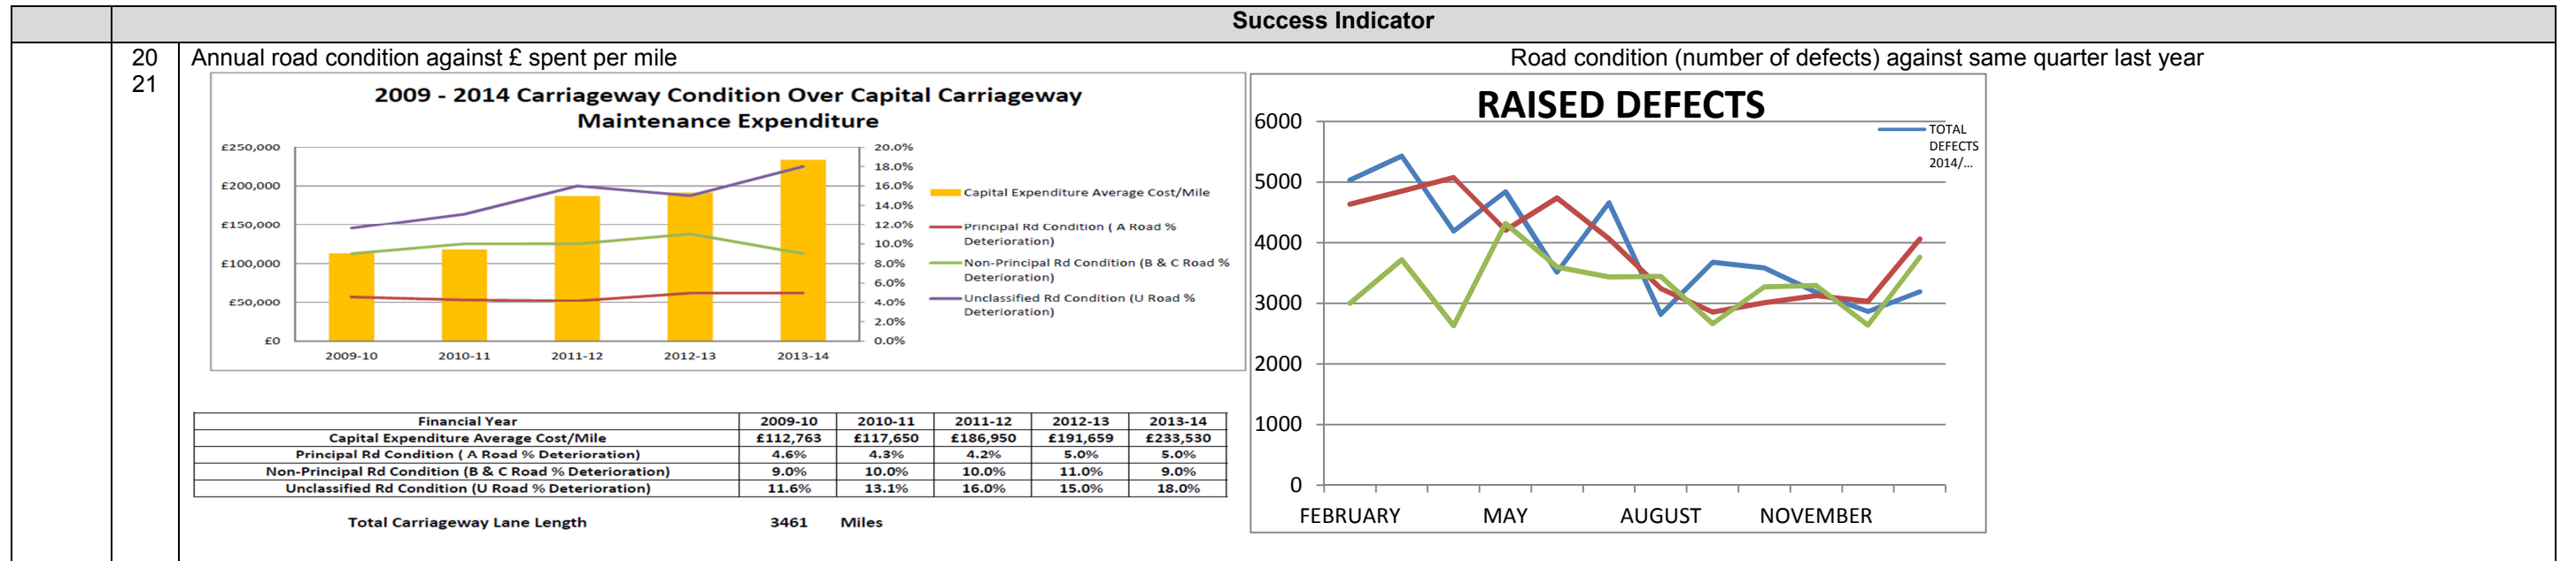 Success Indicator
20
21
Annual road condition against £ spent per mile
Road condition (number of defects) against same quarter last year
2009 - 2014 Carriageway Condition Over Capital Carriageway
Maintenance Expenditure
£250,000
£200,000
£150,000
£100,000
£50,000
£0
20.0%
18.0%
16.0%
14.0%
12.0%
10.0%
8.0%
6.0%
4.0%
2.0%
0.0%
2009-10 2010-11 2011-12 2012-13 2013-14
Capital Expenditure Average Cost/Mile
Principal Rd Condition ( A Road %
Deterioration)
Non-Principal Rd Condition (B & C Road %
Deterioration)
Unclassified Rd Condition (U Road %
Deterioration)
Financial Year 2009-10 2010-11 2011-12 2012-13 2013-14
Capital Expenditure Average Cost/Mile £112,763 £117,650 £186,950 £191,659 £233,530
Principal Rd Condition ( A Road % Deterioration) 4.6% 4.3% 4.2% 5.0% 5.0%
Non-Principal Rd Condition (B & C Road % Deterioration) 9.0% 10.0% 10.0% 11.0% 9.0%
Unclassified Rd Condition (U Road % Deterioration) 11.6% 13.1% 16.0% 15.0% 18.0%
Total Carriageway Lane Length 3461 Miles
RAISED DEFECTS
6000
5000
4000
3000
2000
1000
0
FEBRUARY MAY AUGUST NOVEMBER
TOTAL
DEFECTS
2014/...